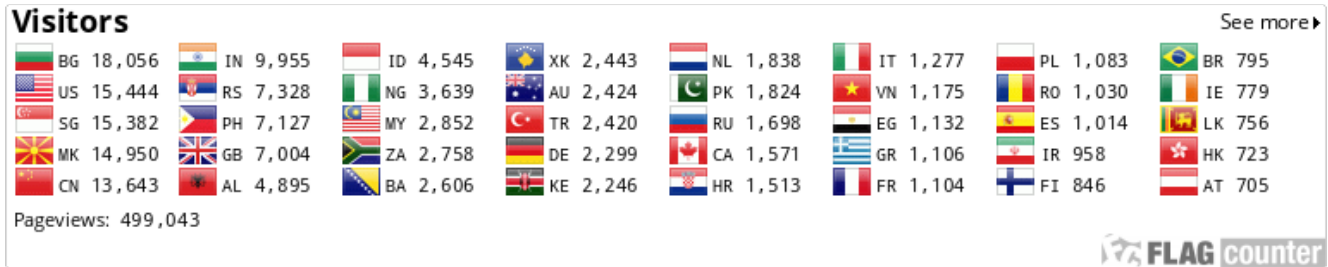 Visitors See more
BG 18,056 IN 9,955 ID 4,545 XK 2,443 NL 1,838 IT 1,277 PL 1,083 BR 795
US 15,444 RS 7,328 NG 3,639 AU 2,424 PK 1,824 VN 1,175 RO 1,030 IE 779
SG 15,382 PH 7,127 MY 2,852 TR 2,420 RU 1,698 EG 1,132 ES 1,014 LK 756
MK 14,950 GB 7,004 ZA 2,758 DE 2,299 CA 1,571 GR 1,106 IR 958 HK 723
CN 13,643 AL 4,895 BA 2,606 KE 2,246 HR 1,513 FR 1,104 FI 846 AT 705
Pageviews: 499,043
FC FLAG counter